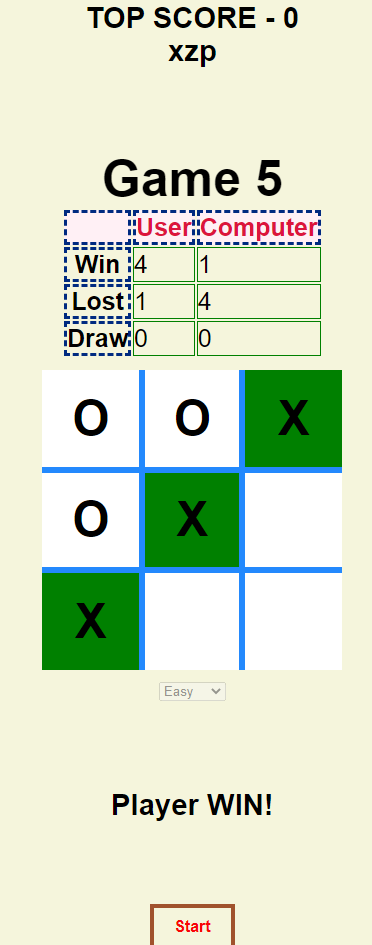 TOP SCORE - 0
xzp
Game 5
User Computer
Win 4 1
Lost 1 4
Draw 0 0
O O X
O X
X
Easy
Player WIN!
Start